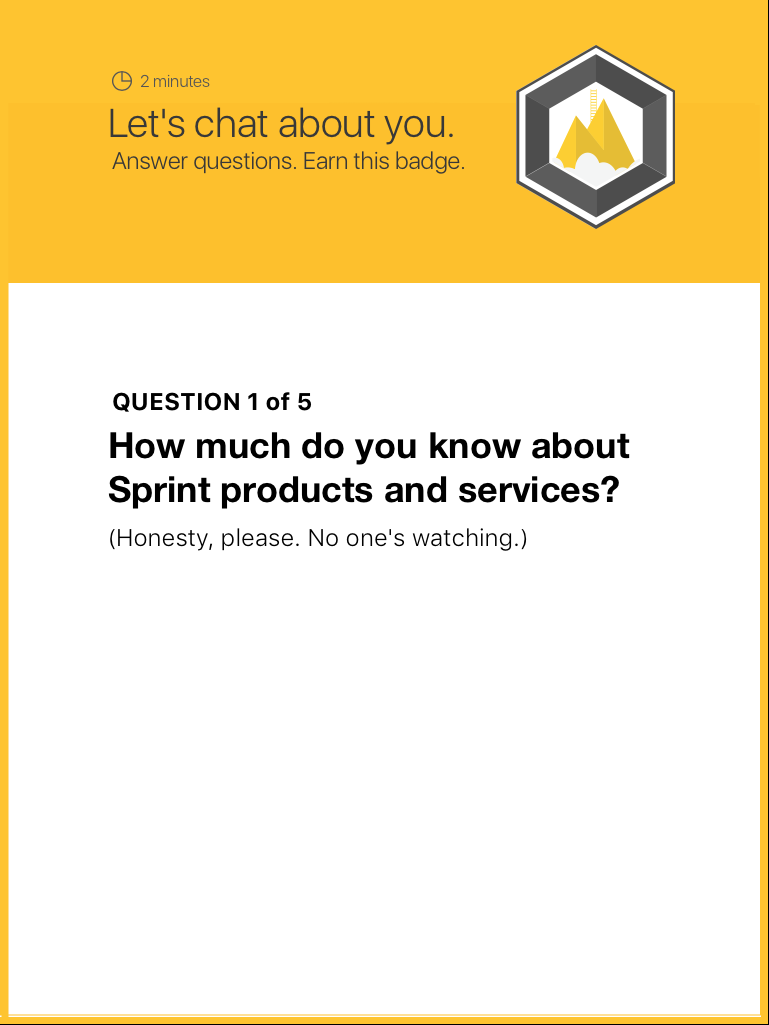 2 minutes
Let's chat about you.
Answer questions. Earn this badge.
QUESTION 1 of 5
How much do you know about
Sprint products and services?
(Honesty, please. No one's watching.)